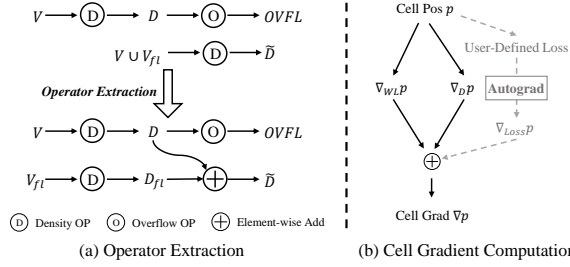 V D D O OVFL
V ∪ V_fl D D̃
Operator Extraction
V D D O OVFL
V_fl D D_fl + D̃
D Density OP O Overflow OP + Element-wise Add
(a) Operator Extraction
Cell Pos p
User-Defined Loss
∇_WL p ∇_D p Autograd
∇_Loss p
+
Cell Grad ∇p
(b) Cell Gradient Computation